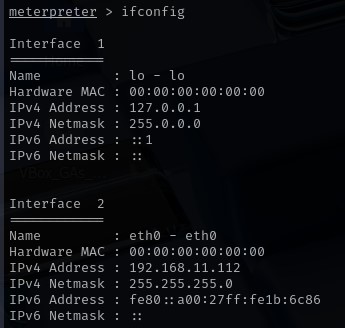 meterpreter > ifconfig
Interface  1
============
Name         : lo - lo
Hardware MAC : 00:00:00:00:00:00
IPv4 Address : 127.0.0.1
IPv4 Netmask : 255.0.0.0
IPv6 Address : ::1
IPv6 Netmask : ::
Interface  2
============
Name         : eth0 - eth0
Hardware MAC : 00:00:00:00:00:00
IPv4 Address : 192.168.11.112
IPv4 Netmask : 255.255.255.0
IPv6 Address : fe80::a00:27ff:fe1b:6c86
IPv6 Netmask : ::